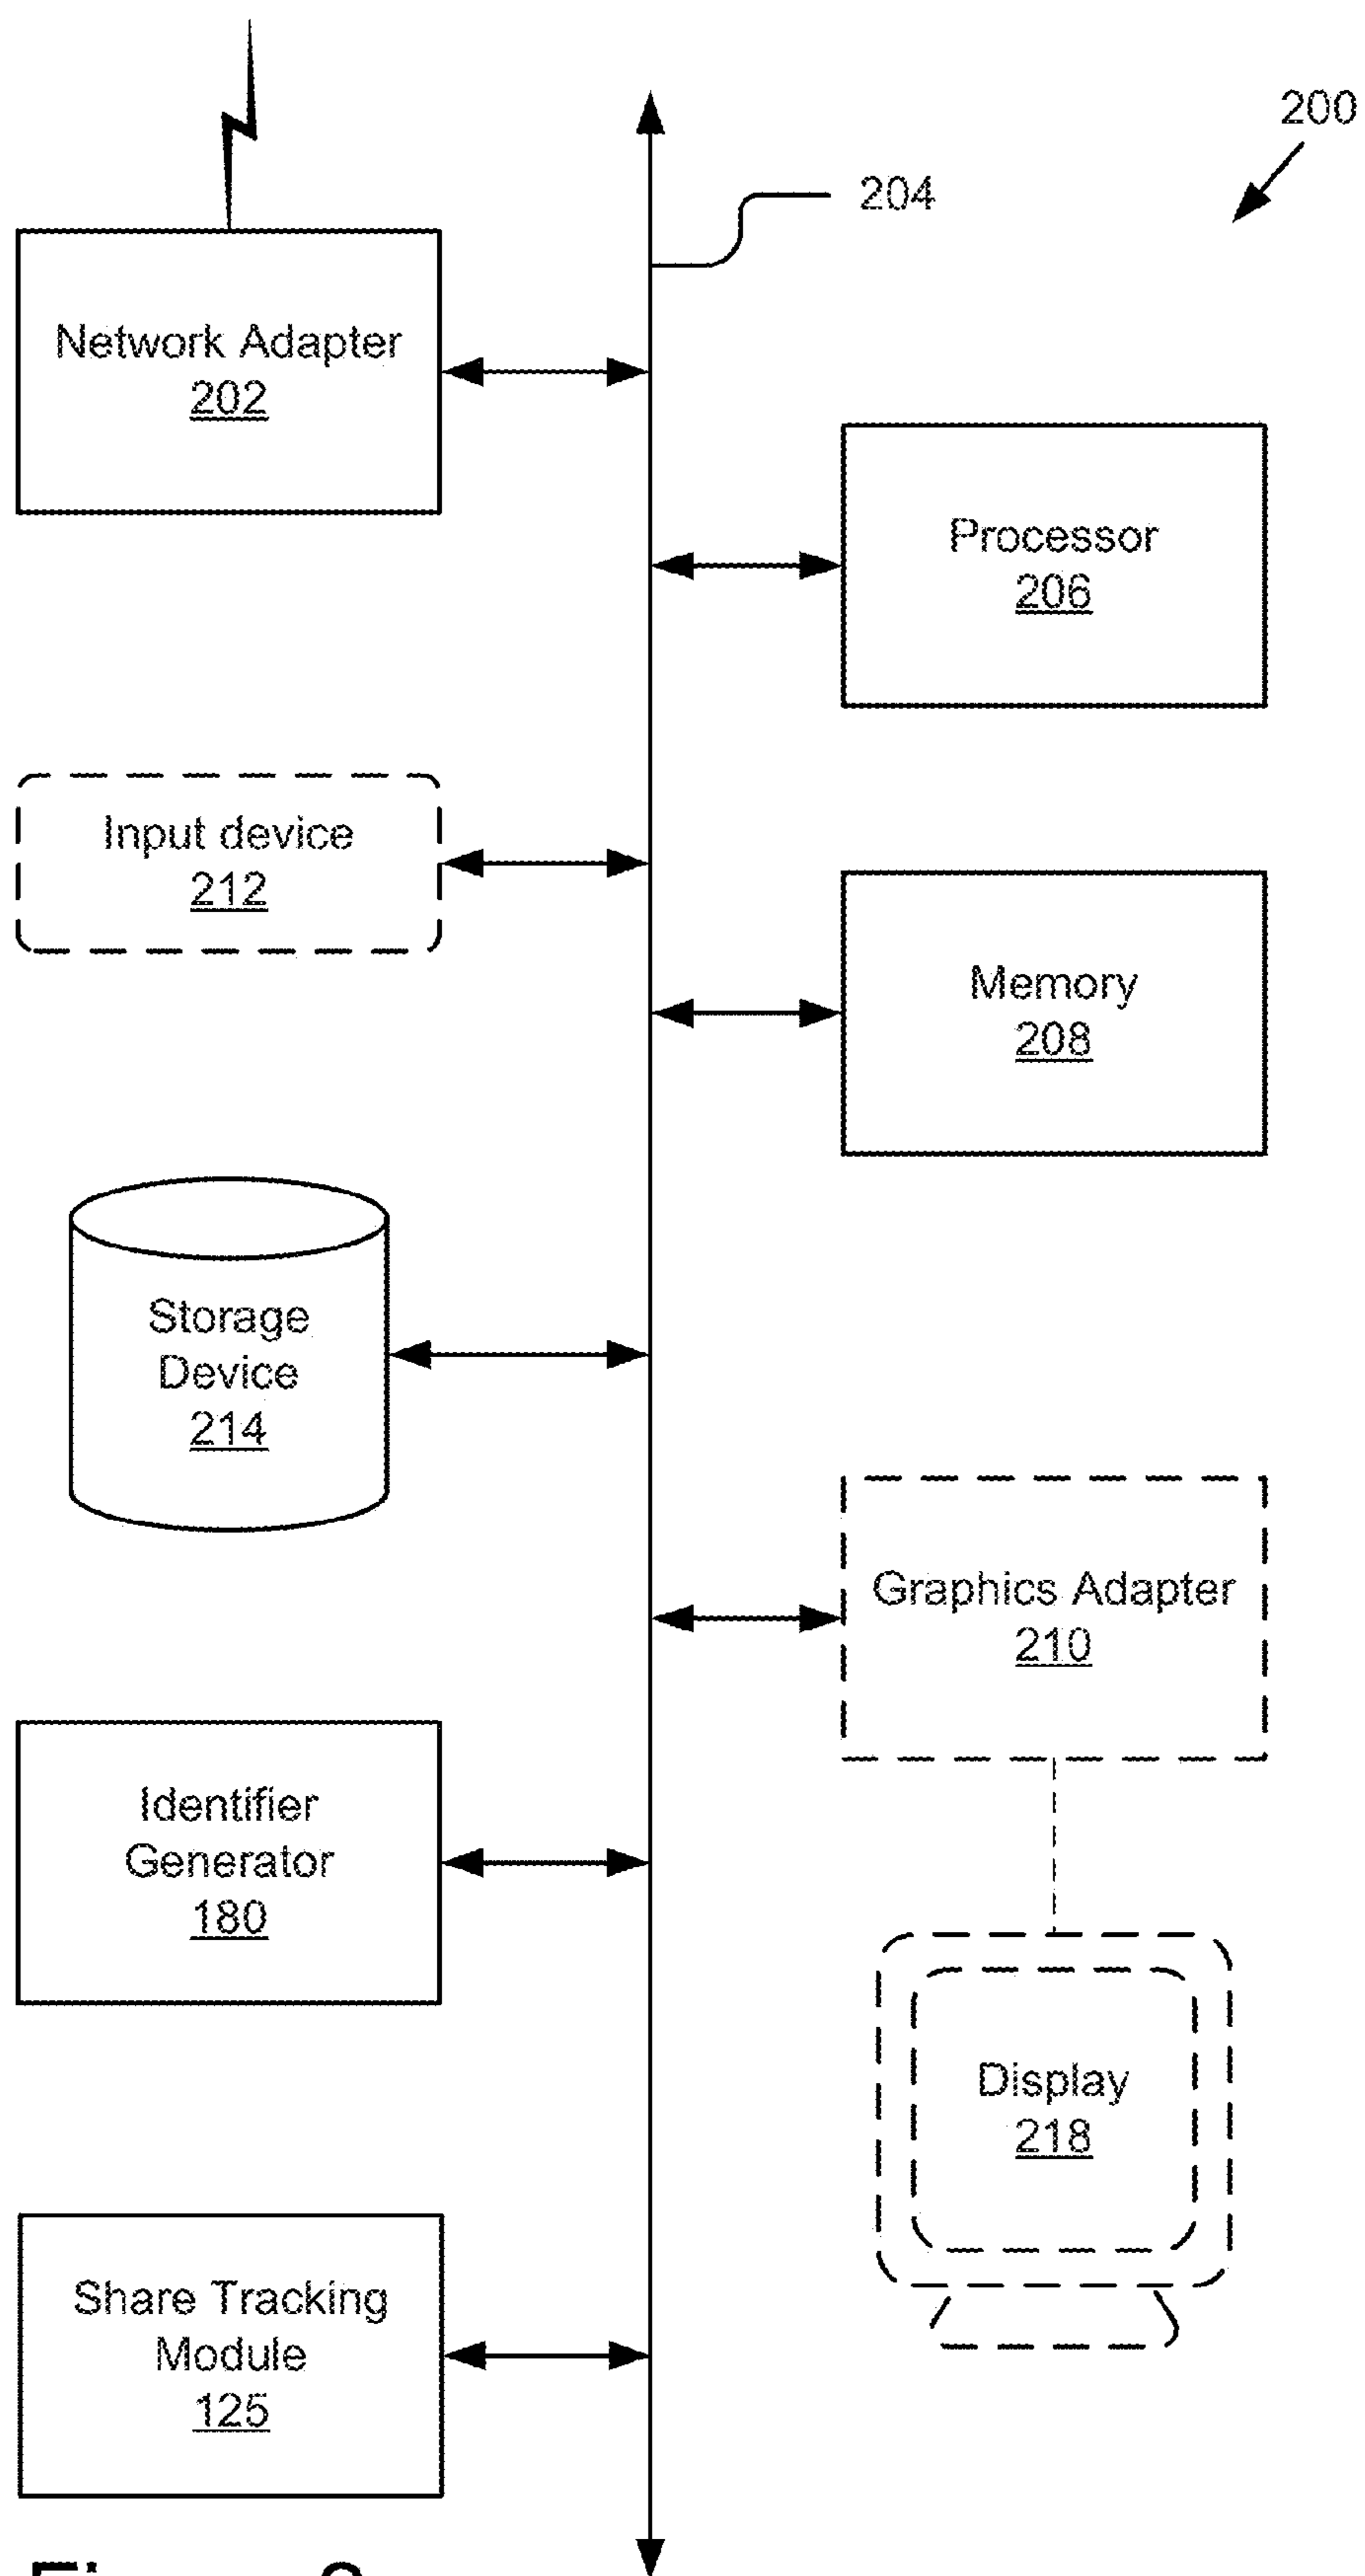 200
204
Network Adapter
202
Processor
206
Input device
212
Memory
208
Storage
Device
214
Graphics Adapter
210
Identifier
Generator
180
Display
218
Share Tracking
Module
125